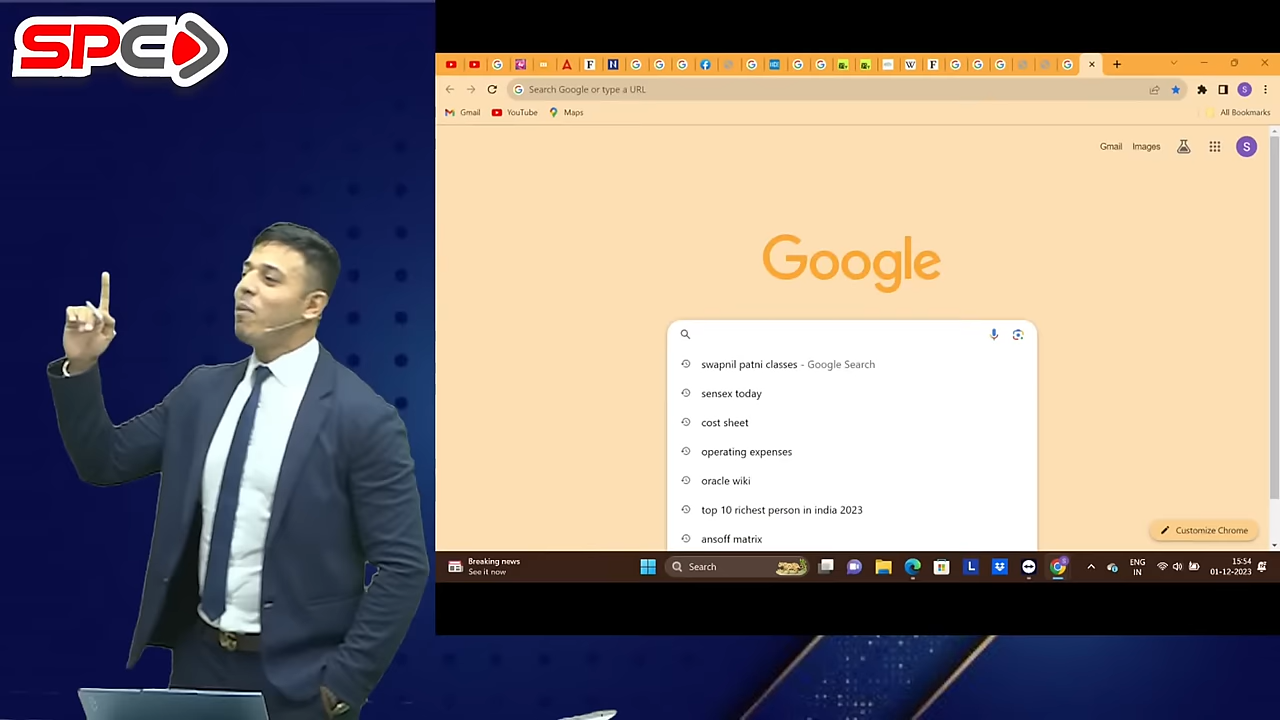 SPC
Search Google or type a URL
Gmail
YouTube
Maps
All Bookmarks
Gmail
Images
S
Google
swapnil patni classes - Google Search
sensex today
cost sheet
operating expenses
oracle wiki
top 10 richest person in india 2023
ansoff matrix
Customize Chrome
Breaking news
See it now
Search
ENG
IN
15:54
01-12-2023